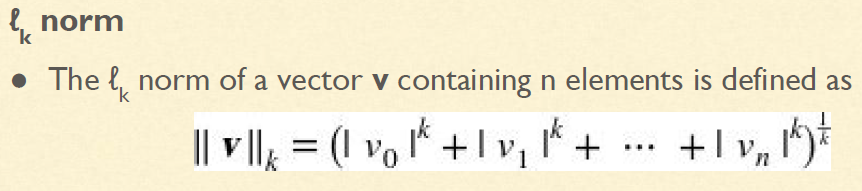 ℓₖ norm
● The ℓₖ norm of a vector v containing n elements is defined as
‖ v‖ₖ = (| v₀ |ᵏ + | v₁ |ᵏ + ⋯ + | vₙ |ᵏ)^{1/k}